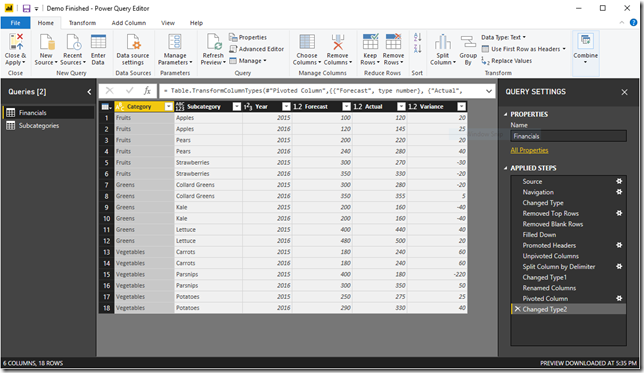 Demo Finished - Power Query Editor
File Home Transform Add Column View Help
Close & Apply New Source Recent Sources Enter Data Data source settings Manage Parameters Refresh Preview Properties Advanced Editor Manage Choose Columns Remove Columns Keep Rows Remove Rows Split Column Group By Data Type: Text Use First Row as Headers Replace Values Combine
Close New Query Data Sources Parameters Query Manage Columns Reduce Rows Sort Transform
Queries [2]
Financials
Subcategories
= Table.TransformColumnTypes(#"Pivoted Column",{{"Forecast", type number}, {"Actual",
Category Subcategory Year Forecast Actual Variance
1 Fruits Apples 2015 100 120 20
2 Fruits Apples 2016 120 145 25
3 Fruits Pears 2015 200 220 20
4 Fruits Pears 2016 240 280 40
5 Fruits Strawberries 2015 300 270 -30
6 Fruits Strawberries 2016 350 330 -20
7 Greens Collard Greens 2015 300 280 -20
8 Greens Collard Greens 2016 350 355 5
9 Greens Kale 2015 200 160 -40
10 Greens Kale 2016 200 160 -40
11 Greens Lettuce 2015 400 440 40
12 Greens Lettuce 2016 480 500 20
13 Vegetables Carrots 2015 180 240 60
14 Vegetables Carrots 2016 180 240 60
15 Vegetables Parsnips 2015 400 180 -220
16 Vegetables Parsnips 2016 300 350 50
17 Vegetables Potatoes 2015 250 275 25
18 Vegetables Potatoes 2016 290 330 40
QUERY SETTINGS
PROPERTIES
Name
Financials
All Properties
APPLIED STEPS
Source
Navigation
Changed Type
Removed Top Rows
Removed Blank Rows
Filled Down
Promoted Headers
Unpivoted Columns
Split Column by Delimiter
Changed Type1
Renamed Columns
Pivoted Column
Changed Type2
6 COLUMNS, 18 ROWS
PREVIEW DOWNLOADED AT 5:35 PM